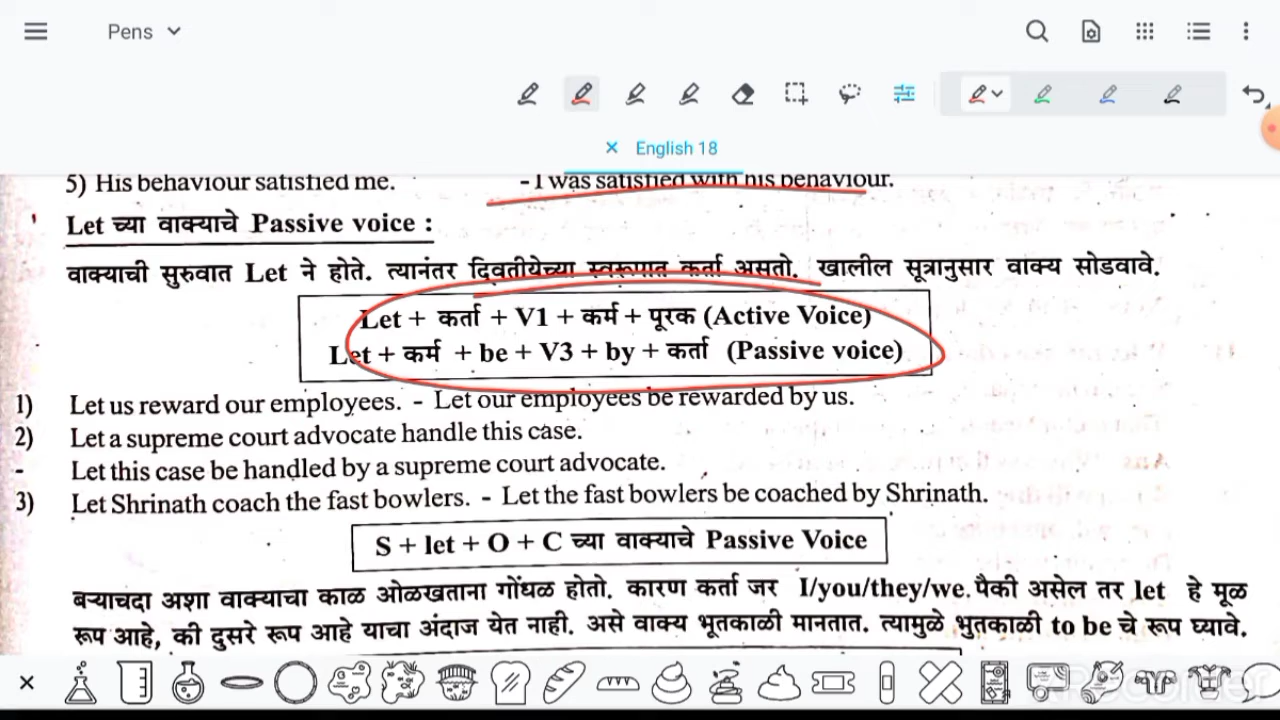 Pens
English 18
5) His behaviour satisfied me. - I was satisfied with his behaviour.
Let च्या वाक्याचे Passive voice :
वाक्याची सुरुवात Let ने होते. त्यानंतर दिवतीयेच्या स्वरूपात कर्ता असतो. खालील सूत्रानुसार वाक्य सोडवावे.
Let + कर्ता + V1 + कर्म + पूरक (Active Voice)
Let + कर्म + be + V3 + by + कर्ता (Passive voice)
1) Let us reward our employees. - Let our employees be rewarded by us.
2) Let a supreme court advocate handle this case.
- Let this case be handled by a supreme court advocate.
3) Let Shrinath coach the fast bowlers. - Let the fast bowlers be coached by Shrinath.
S + let + O + C च्या वाक्याचे Passive Voice
बऱ्याचदा अशा वाक्याचा काळ ओळखताना गोंधळ होतो. कारण कर्ता जर I/you/they/we. पैकी असेल तर let हे मूळ
रूप आहे, की दुसरे रूप आहे याचा अंदाज येत नाही. असे वाक्य भूतकाळी मानतात. त्यामुळे भुतकाळी to be चे रूप घ्यावे.